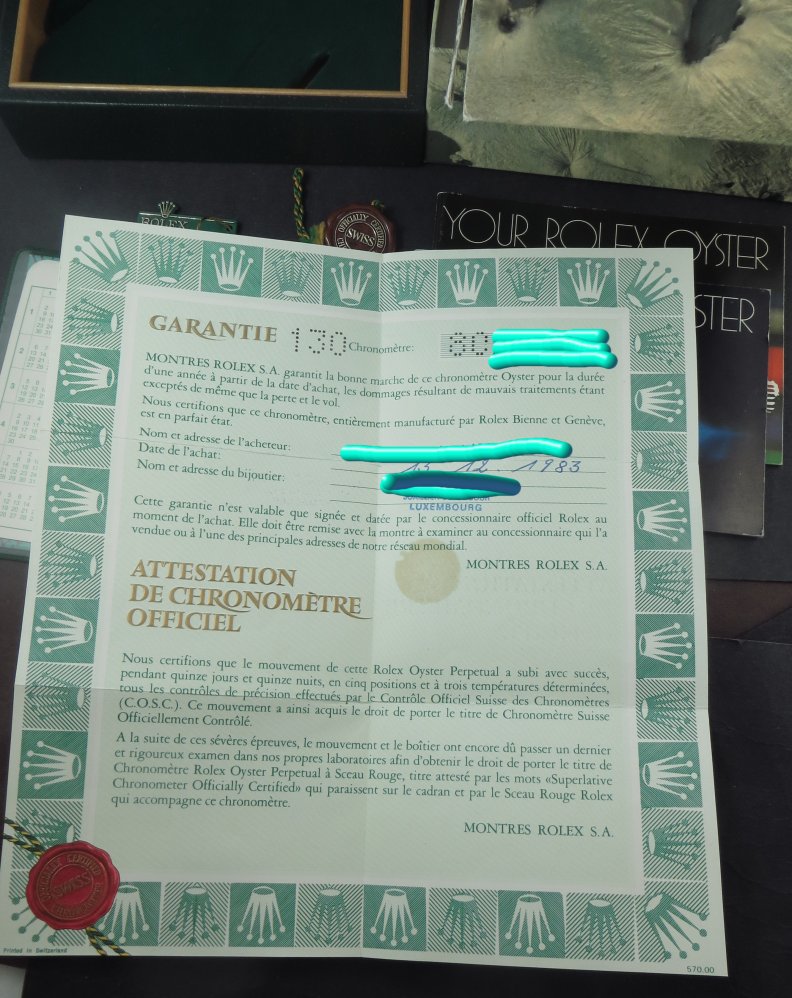 ROLEX
OFFICIALLY CERTIFIED
SWISS
YOUR ROLEX OYSTER
STER
GARANTIE 130 Chronomètre: 80
MONTRES ROLEX S.A. garantit la bonne marche de ce chronomètre Oyster pour la durée
d'une année à partir de la date d'achat, les dommages résultant de mauvais traitements étant
exceptés de même que la perte et le vol.
Nous certifions que ce chronomètre, entièrement manufacturé par Rolex Bienne et Genève,
est en parfait état.
Nom et adresse de l'acheteur:
Date de l'achat: 13.12.1983
Nom et adresse du bijoutier:
LUXEMBOURG
Cette garantie n'est valable que signée et datée par le concessionnaire officiel Rolex au
moment de l'achat. Elle doit être remise avec la montre à examiner au concessionnaire qui l'a
vendue ou à l'une des principales adresses de notre réseau mondial.
MONTRES ROLEX S.A.
ATTESTATION
DE CHRONOMÈTRE
OFFICIEL
Nous certifions que le mouvement de cette Rolex Oyster Perpetual a subi avec succès,
pendant quinze jours et quinze nuits, en cinq positions et à trois températures déterminées,
tous les contrôles de précision effectués par le Contrôle Officiel Suisse des Chronomètres
(C.O.S.C.). Ce mouvement a ainsi acquis le droit de porter le titre de Chronomètre Suisse
Officiellement Contrôlé.
A la suite de ces sévères épreuves, le mouvement et le boîtier ont encore dû passer un dernier
et rigoureux examen dans nos propres laboratoires afin d'obtenir le droit de porter le titre de
Chronomètre Rolex Oyster Perpetual à Sceau Rouge, titre attesté par les mots «Superlative
Chronometer Officially Certified» qui paraissent sur le cadran et par le Sceau Rouge Rolex
qui accompagne ce chronomètre.
MONTRES ROLEX S.A.
SWISS
Printed in Switzerland
570.00